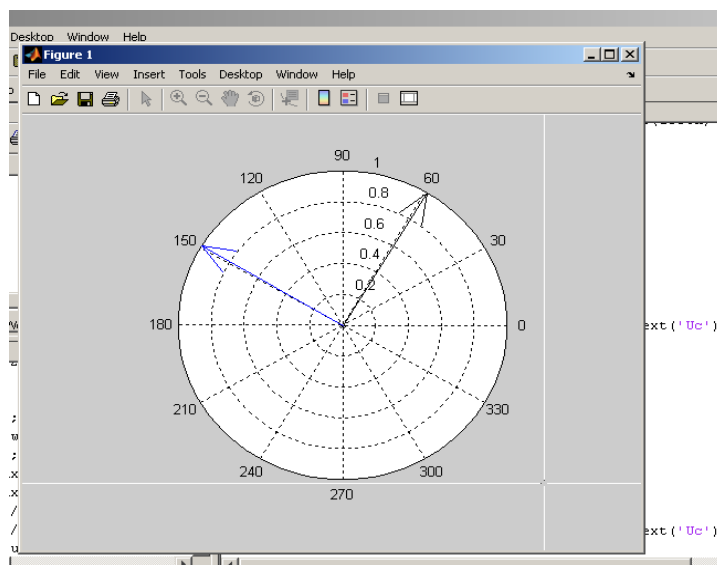 Desktop Window Help
Figure 1
File Edit View Insert Tools Desktop Window Help
90
1
120
60
0.8
0.6
150
30
0.4
0.2
180
0
ext('Uc')
210
330
;
w
240
300
;
270
x
x
/
/
ext('Uc')
u